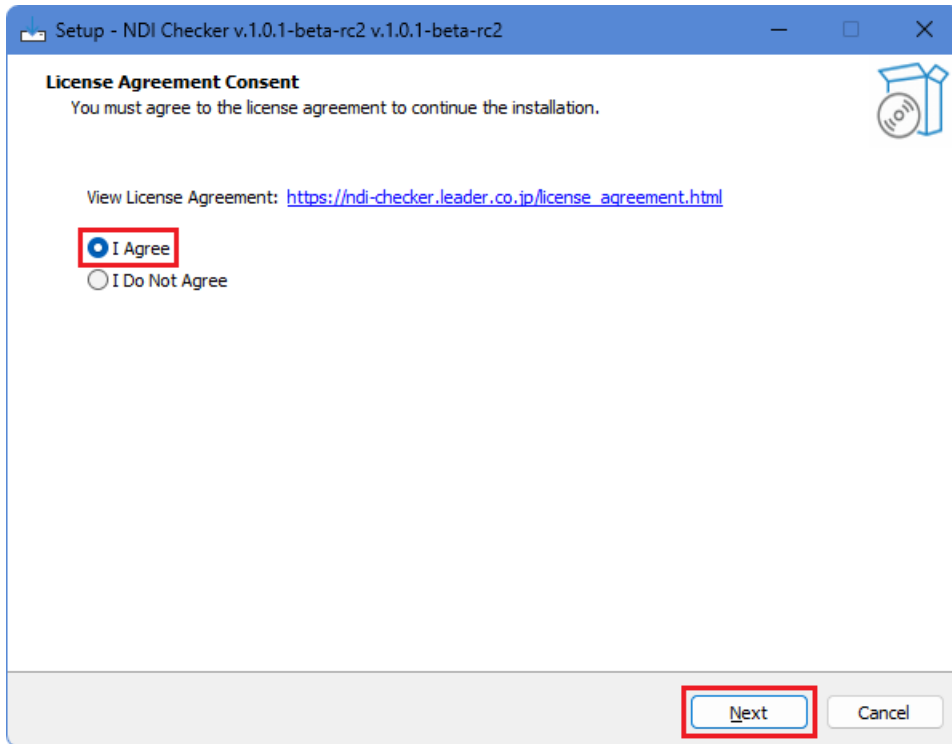 Setup - NDI Checker v.1.0.1-beta-rc2 v.1.0.1-beta-rc2
License Agreement Consent
You must agree to the license agreement to continue the installation.
View License Agreement: https://ndi-checker.leader.co.jp/license_agreement.html
I Agree
I Do Not Agree
Next Cancel